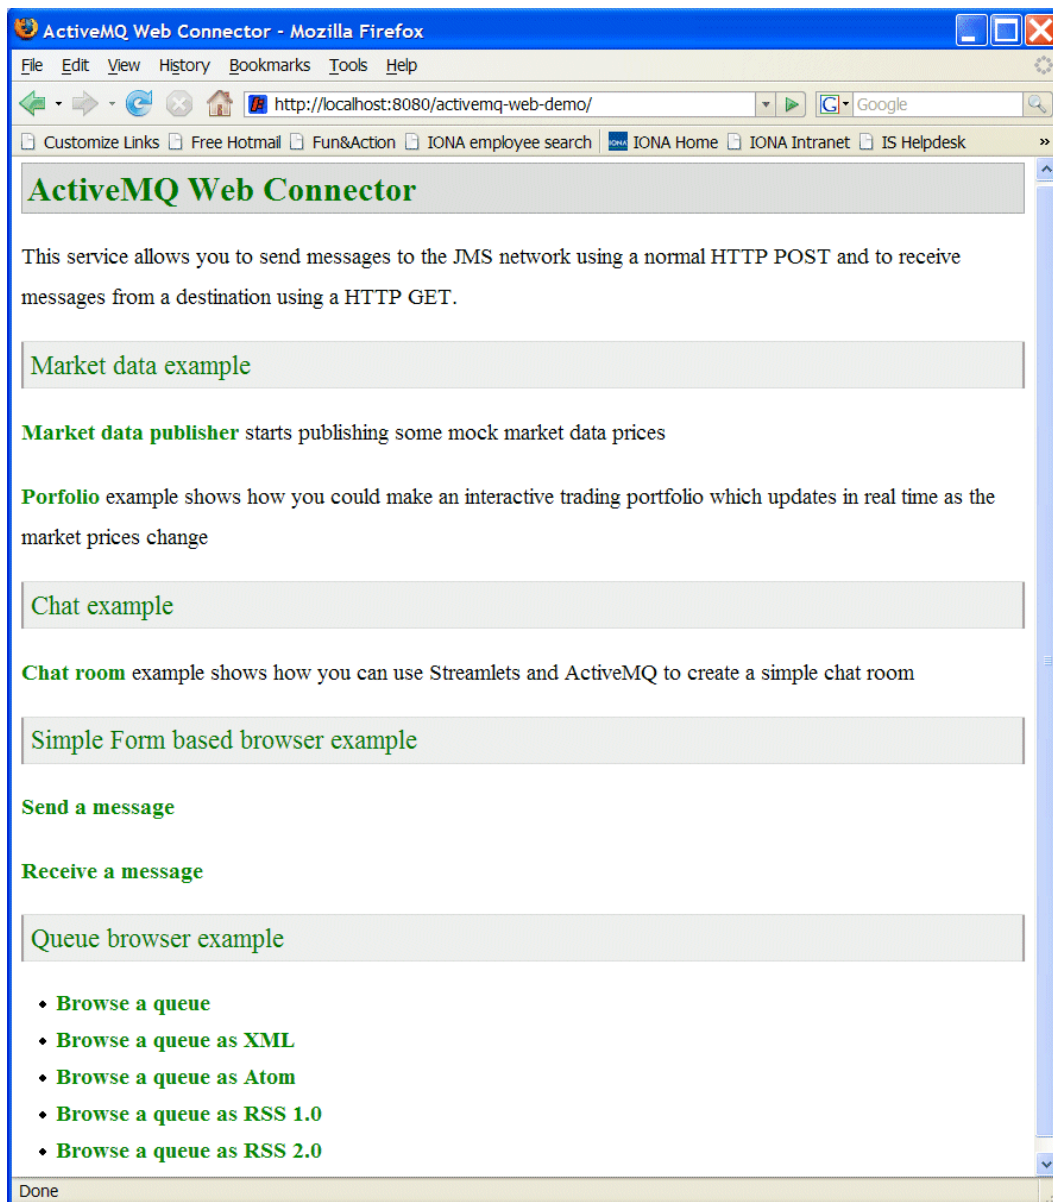 ActiveMQ Web Connector - Mozilla Firefox
File Edit View History Bookmarks Tools Help
http://localhost:8080/activemq-web-demo/ G Google
Customize Links Free Hotmail Fun&Action IONA employee search IONA IONA Home IONA Intranet IS Helpdesk »
ActiveMQ Web Connector
This service allows you to send messages to the JMS network using a normal HTTP POST and to receive
messages from a destination using a HTTP GET.
Market data example
Market data publisher starts publishing some mock market data prices
Porfolio example shows how you could make an interactive trading portfolio which updates in real time as the
market prices change
Chat example
Chat room example shows how you can use Streamlets and ActiveMQ to create a simple chat room
Simple Form based browser example
Send a message
Receive a message
Queue browser example
• Browse a queue
• Browse a queue as XML
• Browse a queue as Atom
• Browse a queue as RSS 1.0
• Browse a queue as RSS 2.0
Done